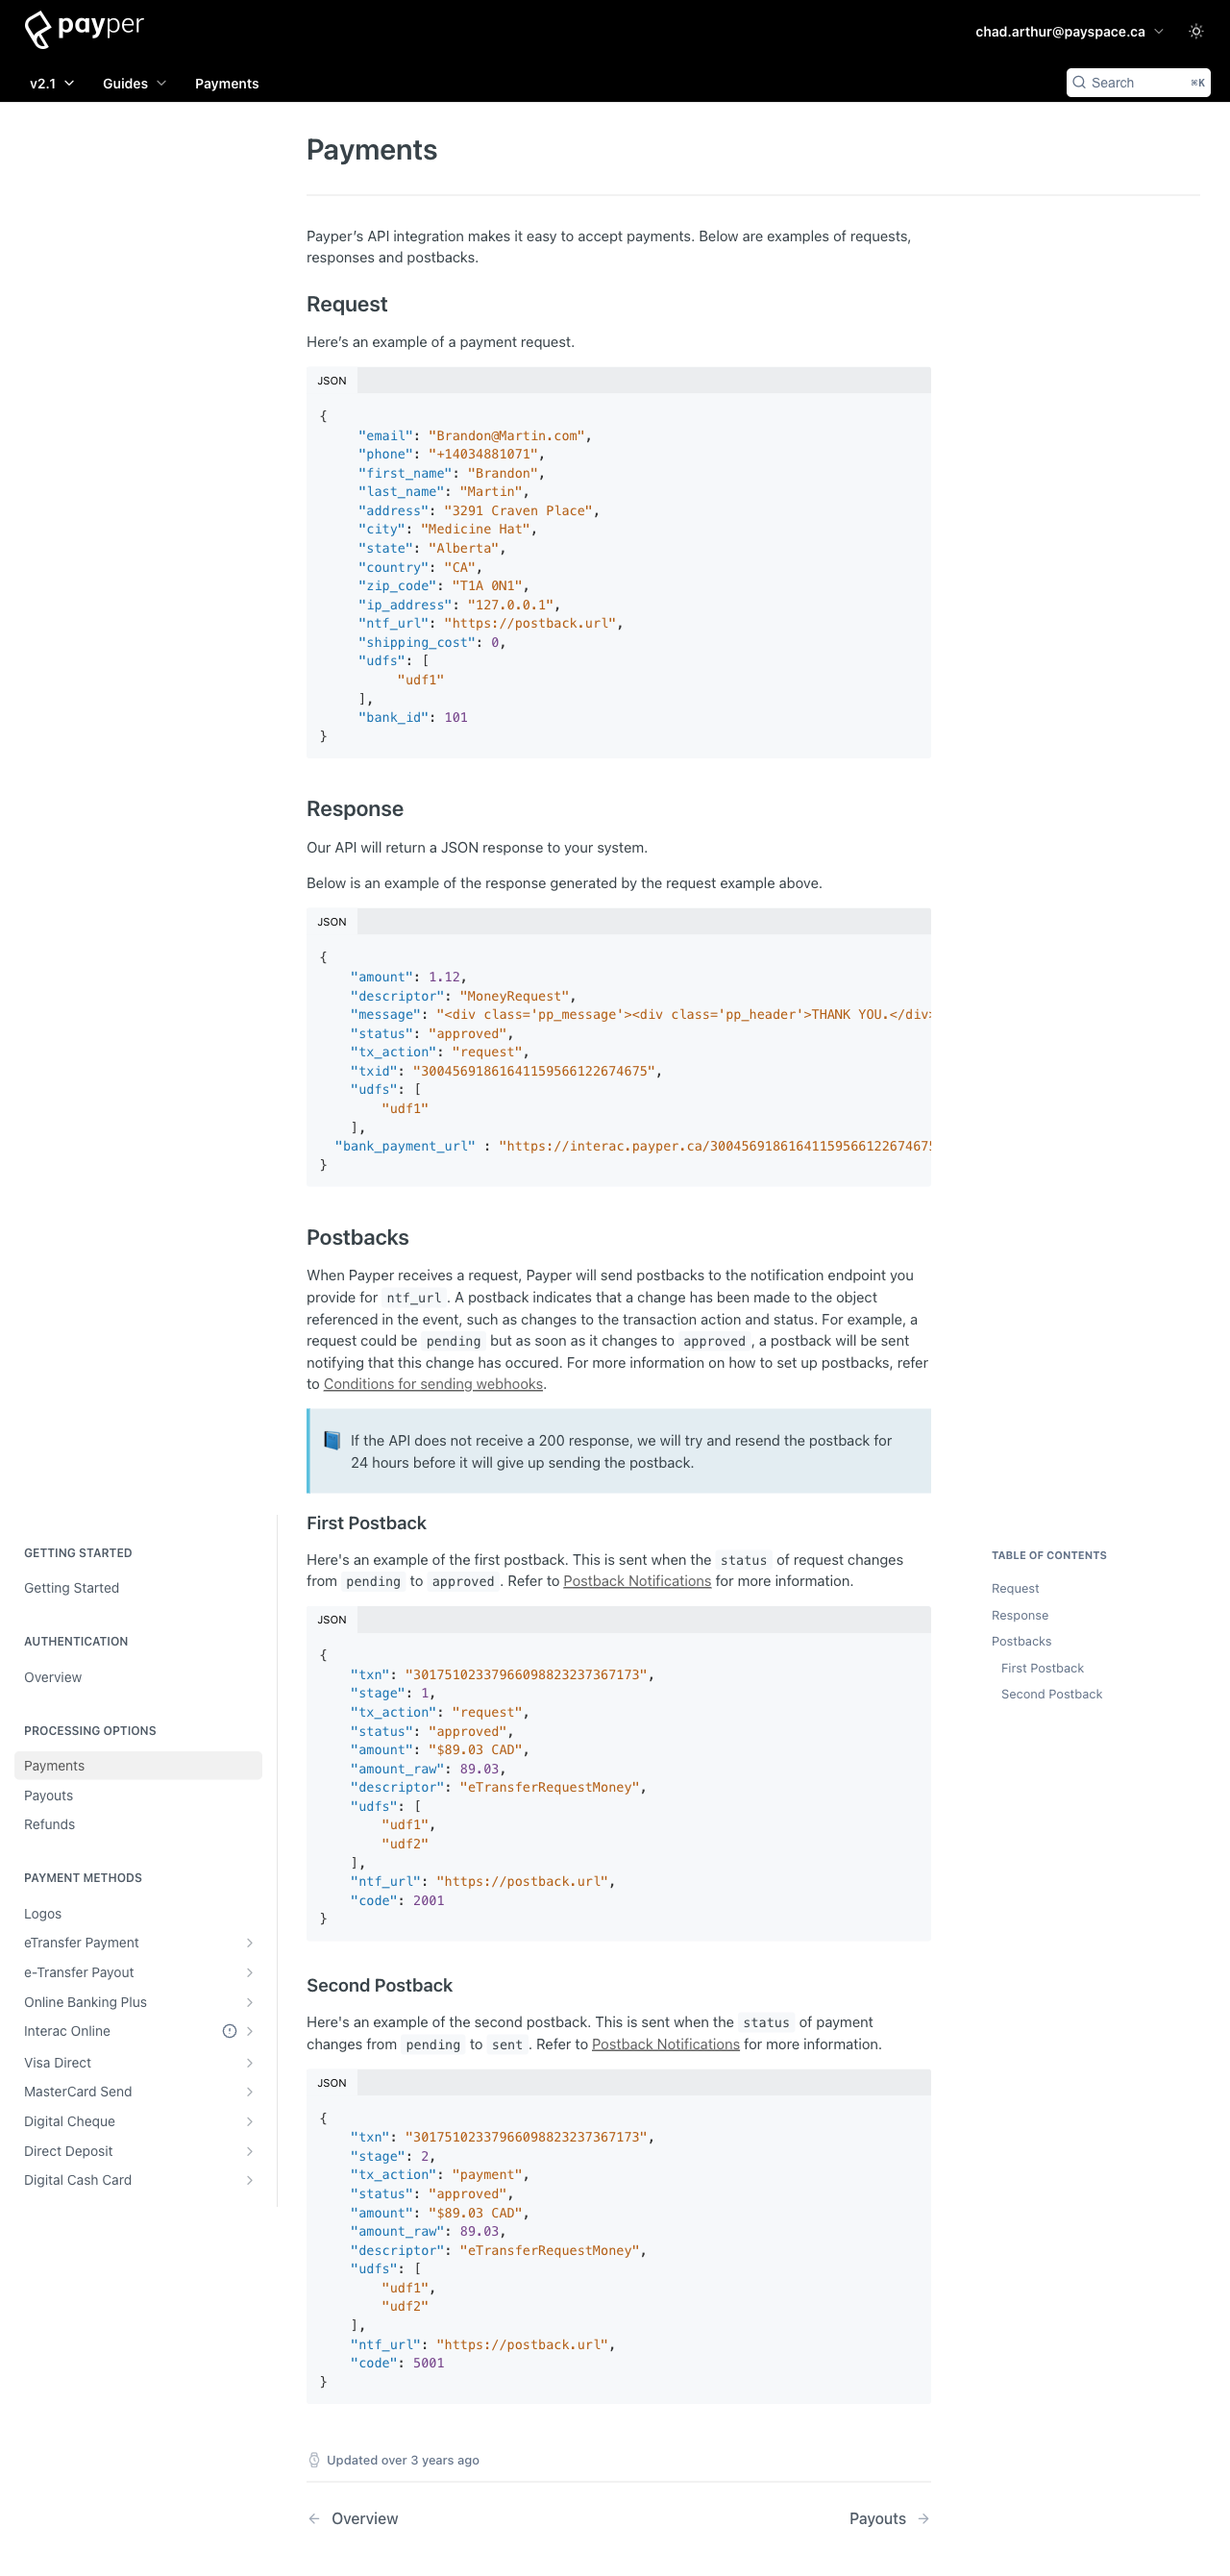 payper
chad.arthur@payspace.ca
v2.1
Guides
Payments
Search
⌘K
Payments
Payper’s API integration makes it easy to accept payments. Below are examples of requests,
responses and postbacks.
Request
Here’s an example of a payment request.
JSON
{
"email": "Brandon@Martin.com",
"phone": "+14034881071",
"first_name": "Brandon",
"last_name": "Martin",
"address": "3291 Craven Place",
"city": "Medicine Hat",
"state": "Alberta",
"country": "CA",
"zip_code": "T1A 0N1",
"ip_address": "127.0.0.1",
"ntf_url": "https://postback.url",
"shipping_cost": 0,
"udfs": [
"udf1"
],
"bank_id": 101
}
Response
Our API will return a JSON response to your system.
Below is an example of the response generated by the request example above.
JSON
{
"amount": 1.12,
"descriptor": "MoneyRequest",
"message": "<div class='pp_message'><div class='pp_header'>THANK YOU.</div>
"status": "approved",
"tx_action": "request",
"txid": "30045691861641159566122674675",
"udfs": [
"udf1"
],
"bank_payment_url" : "https://interac.payper.ca/30045691861641159566122674675
}
Postbacks
When Payper receives a request, Payper will send postbacks to the notification endpoint you
provide for ntf_url. A postback indicates that a change has been made to the object
referenced in the event, such as changes to the transaction action and status. For example, a
request could be pending but as soon as it changes to approved, a postback will be sent
notifying that this change has occured. For more information on how to set up postbacks, refer
to Conditions for sending webhooks.
If the API does not receive a 200 response, we will try and resend the postback for
24 hours before it will give up sending the postback.
First Postback
Here's an example of the first postback. This is sent when the status of request changes
from pending to approved. Refer to Postback Notifications for more information.
JSON
{
"txn": "3017510233796609882323​7367173",
"stage": 1,
"tx_action": "request",
"status": "approved",
"amount": "$89.03 CAD",
"amount_raw": 89.03,
"descriptor": "eTransferRequestMoney",
"udfs": [
"udf1",
"udf2"
],
"ntf_url": "https://postback.url",
"code": 2001
}
Second Postback
Here's an example of the second postback. This is sent when the status of payment
changes from pending to sent. Refer to Postback Notifications for more information.
JSON
{
"txn": "30175102337966098823237367173",
"stage": 2,
"tx_action": "payment",
"status": "approved",
"amount": "$89.03 CAD",
"amount_raw": 89.03,
"descriptor": "eTransferRequestMoney",
"udfs": [
"udf1",
"udf2"
],
"ntf_url": "https://postback.url",
"code": 5001
}
Updated over 3 years ago
Overview
Payouts
GETTING STARTED
Getting Started
AUTHENTICATION
Overview
PROCESSING OPTIONS
Payments
Payouts
Refunds
PAYMENT METHODS
Logos
eTransfer Payment
e-Transfer Payout
Online Banking Plus
Interac Online
Visa Direct
MasterCard Send
Digital Cheque
Direct Deposit
Digital Cash Card
TABLE OF CONTENTS
Request
Response
Postbacks
First Postback
Second Postback